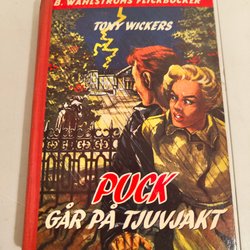 B. WAHLSTRÖMS FLICKBÖCKER
TONY WICKERS
PUCK
GÅR PÅ TJUVJAKT